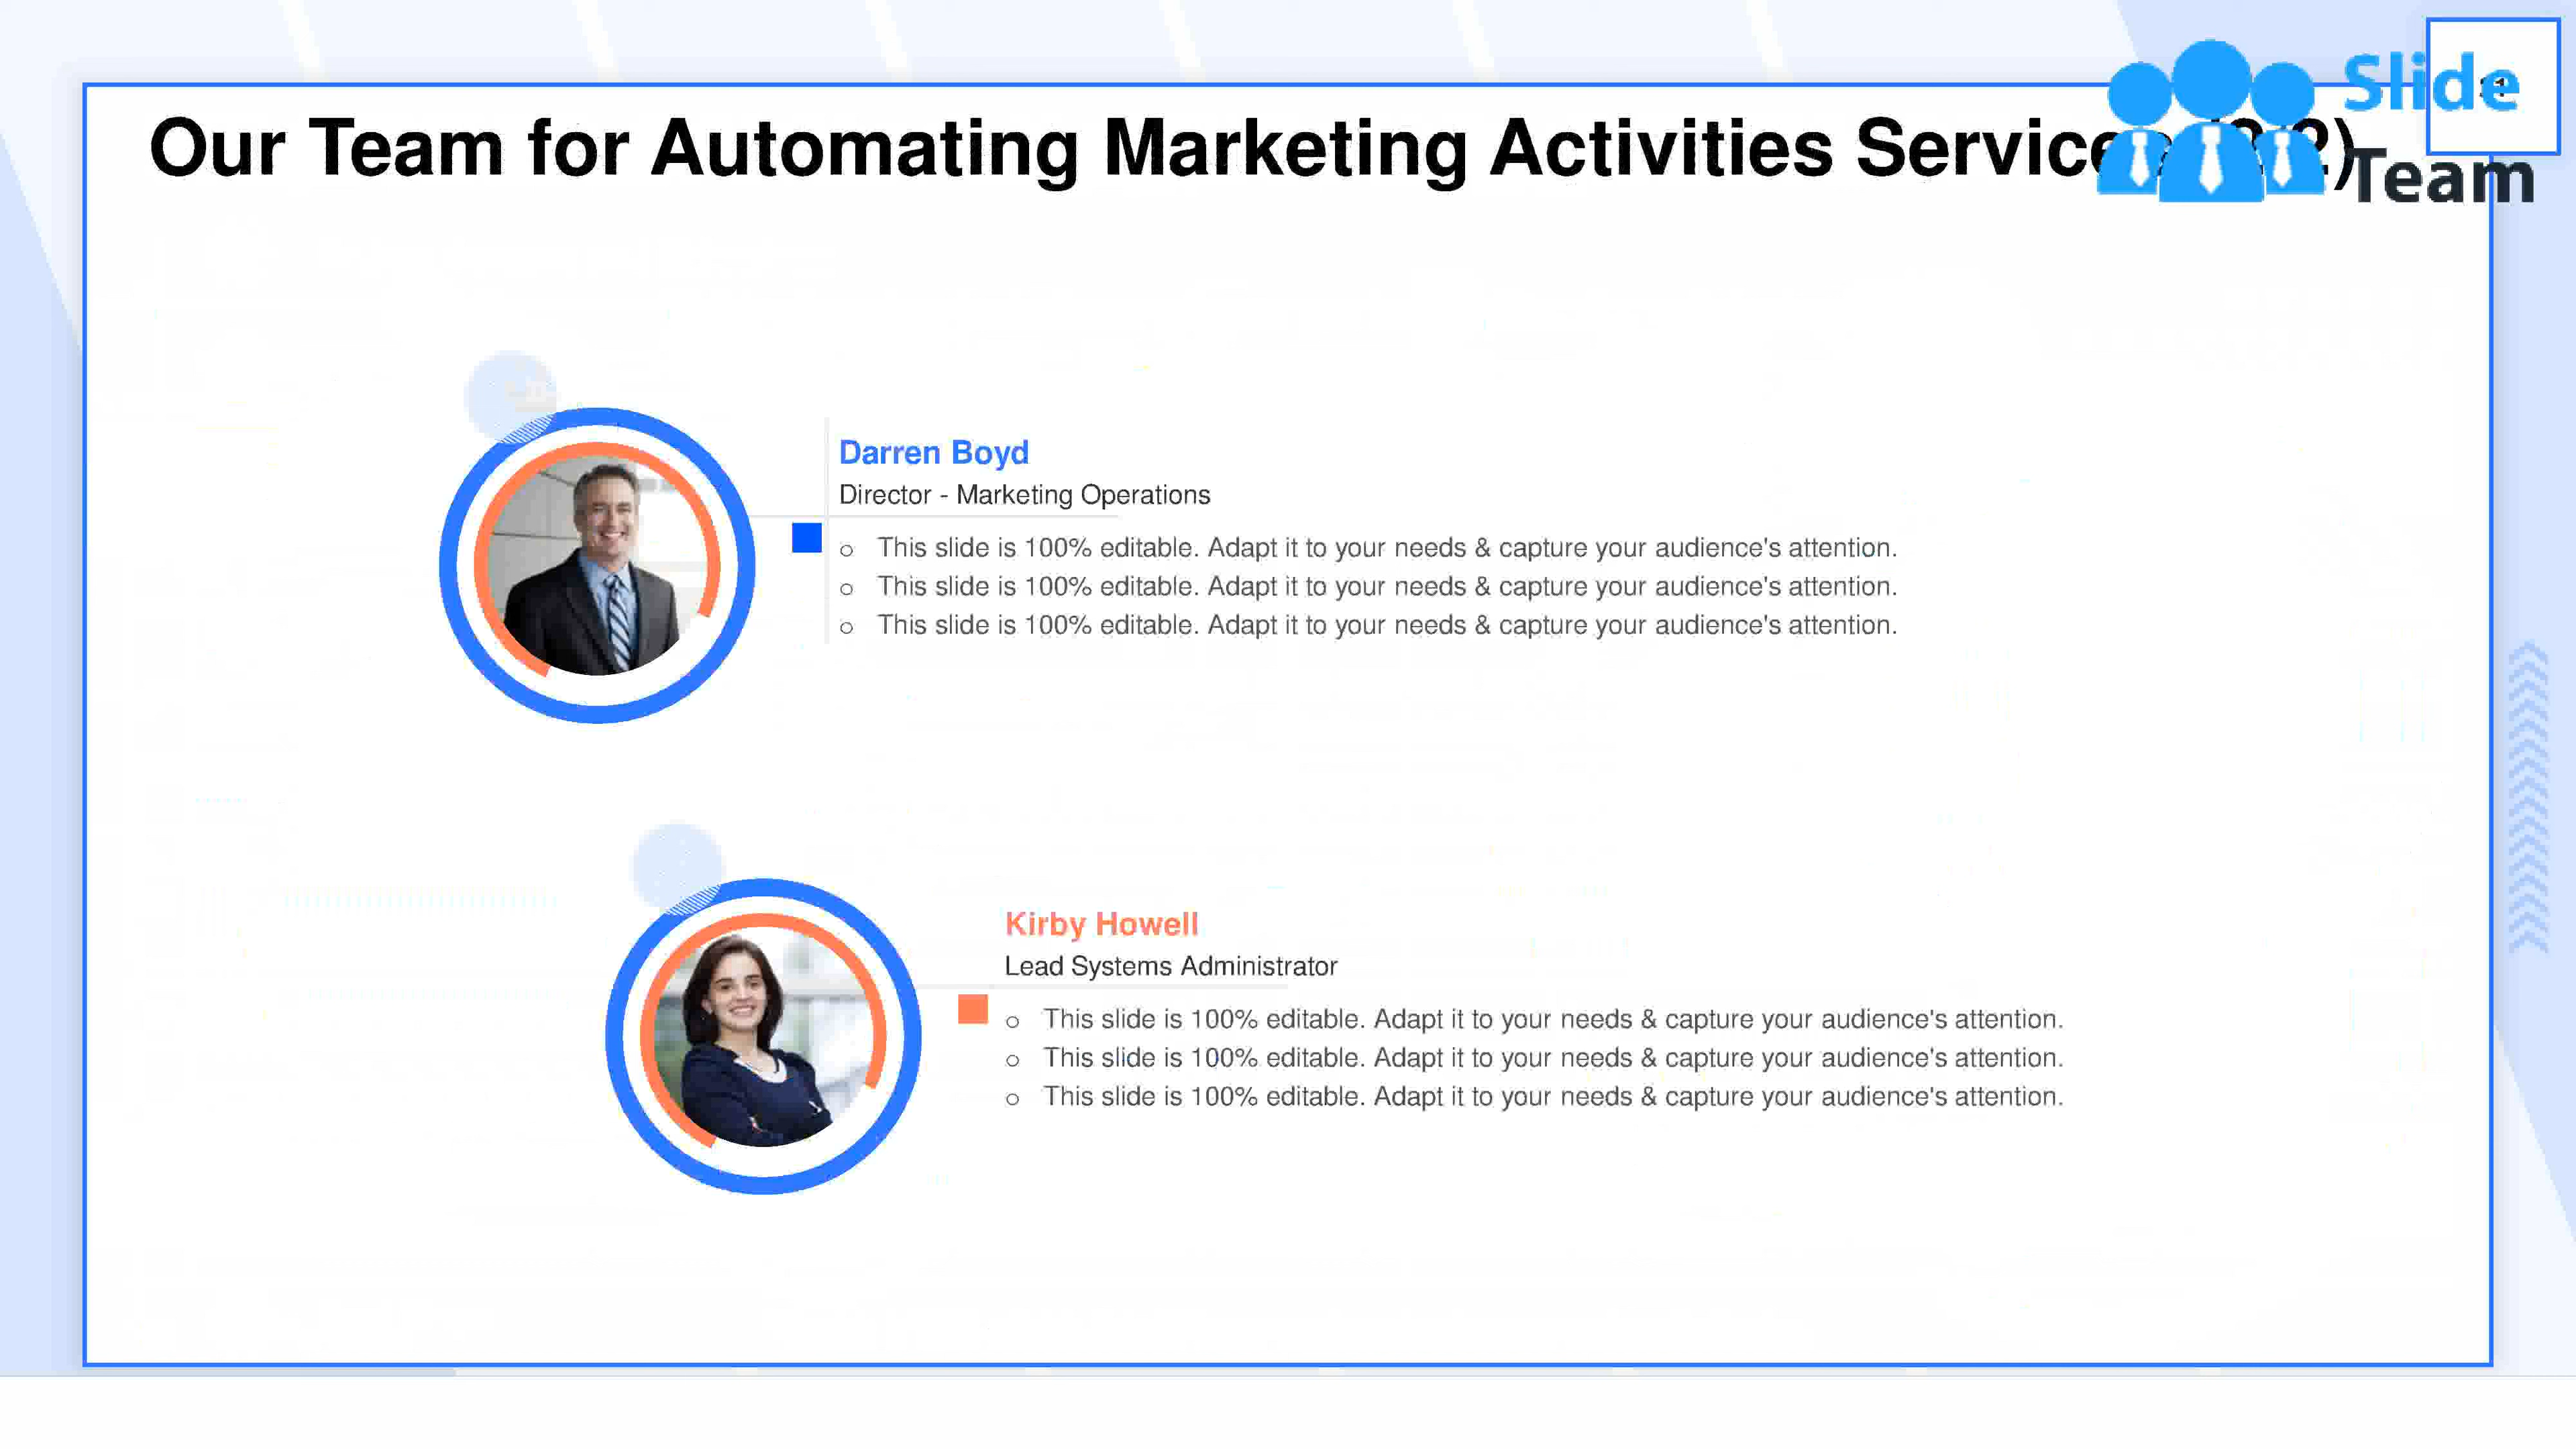 Our Team for Automating Marketing Activities
Slide
Team
Darren Boyd
Director - Marketing Operations
o This slide is 100% editable. Adapt it to your needs & capture your audience's attention.
o This slide is 100% editable. Adapt it to your needs & capture your audience's attention.
o This slide is 100% editable. Adapt it to your needs & capture your audience's attention.
Kirby Howell
Lead Systems Administrator
o This slide is 100% editable. Adapt it to your needs & capture your audience's attention.
o This slide is 100% editable. Adapt it to your needs & capture your audience's attention.
o This slide is 100% editable. Adapt it to your needs & capture your audience's attention.